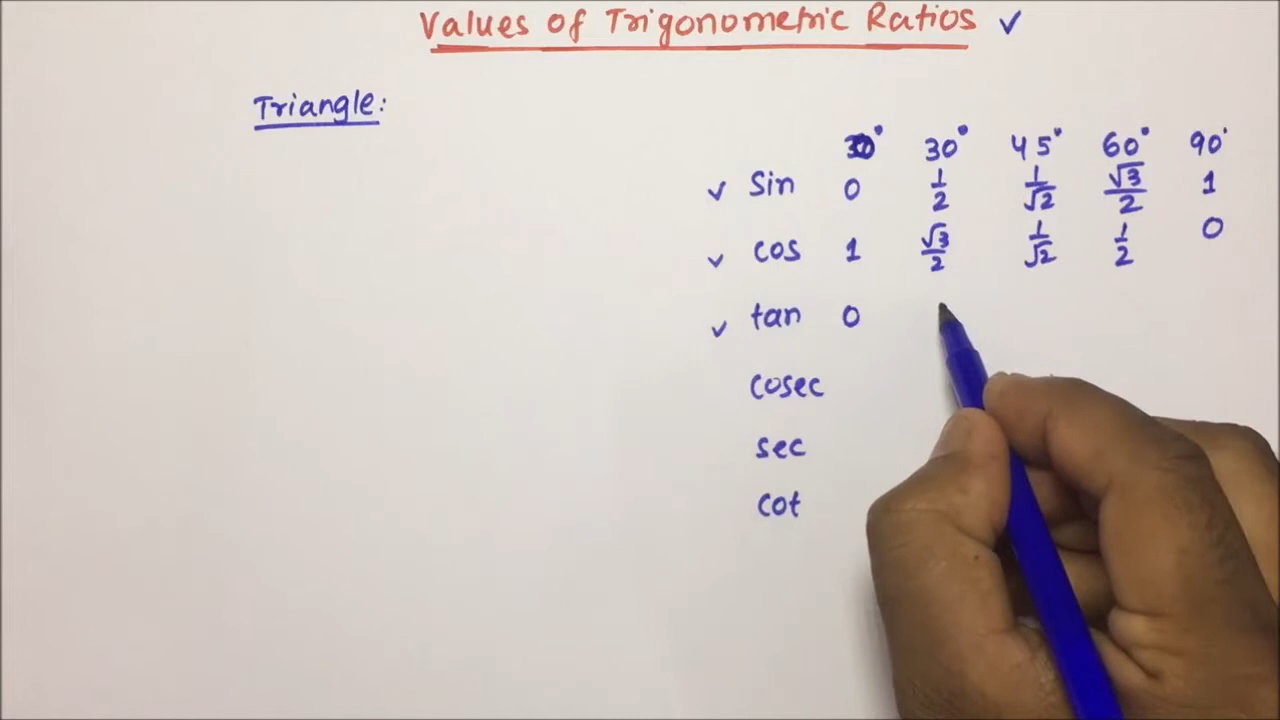 Values of Trigonometric Ratios ✓
Triangle:
0° 30° 45° 60° 90°
✓ Sin 0 1/2 1/√2 √3/2 1
✓ cos 1 √3/2 1/√2 1/2 0
✓ tan 0
cosec
sec
cot